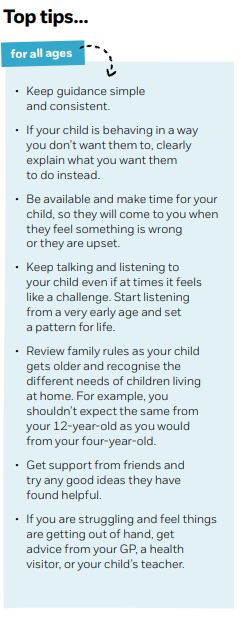 Top tips...
for all ages
• Keep guidance simple
and consistent.
• If your child is behaving in a way
you don't want them to, clearly
explain what you want them
to do instead.
• Be available and make time for your
child, so they will come to you when
they feel something is wrong
or they are upset.
• Keep talking and listening to
your child even if at times it feels
like a challenge. Start listening
from a very early age and set
a pattern for life.
• Review family rules as your child
gets older and recognise the
different needs of children living
at home. For example, you
shouldn't expect the same from
your 12-year-old as you would
from your four-year-old.
• Get support from friends and
try any good ideas they have
found helpful.
• If you are struggling and feel things
are getting out of hand, get
advice from your GP, a health
visitor, or your child's teacher.